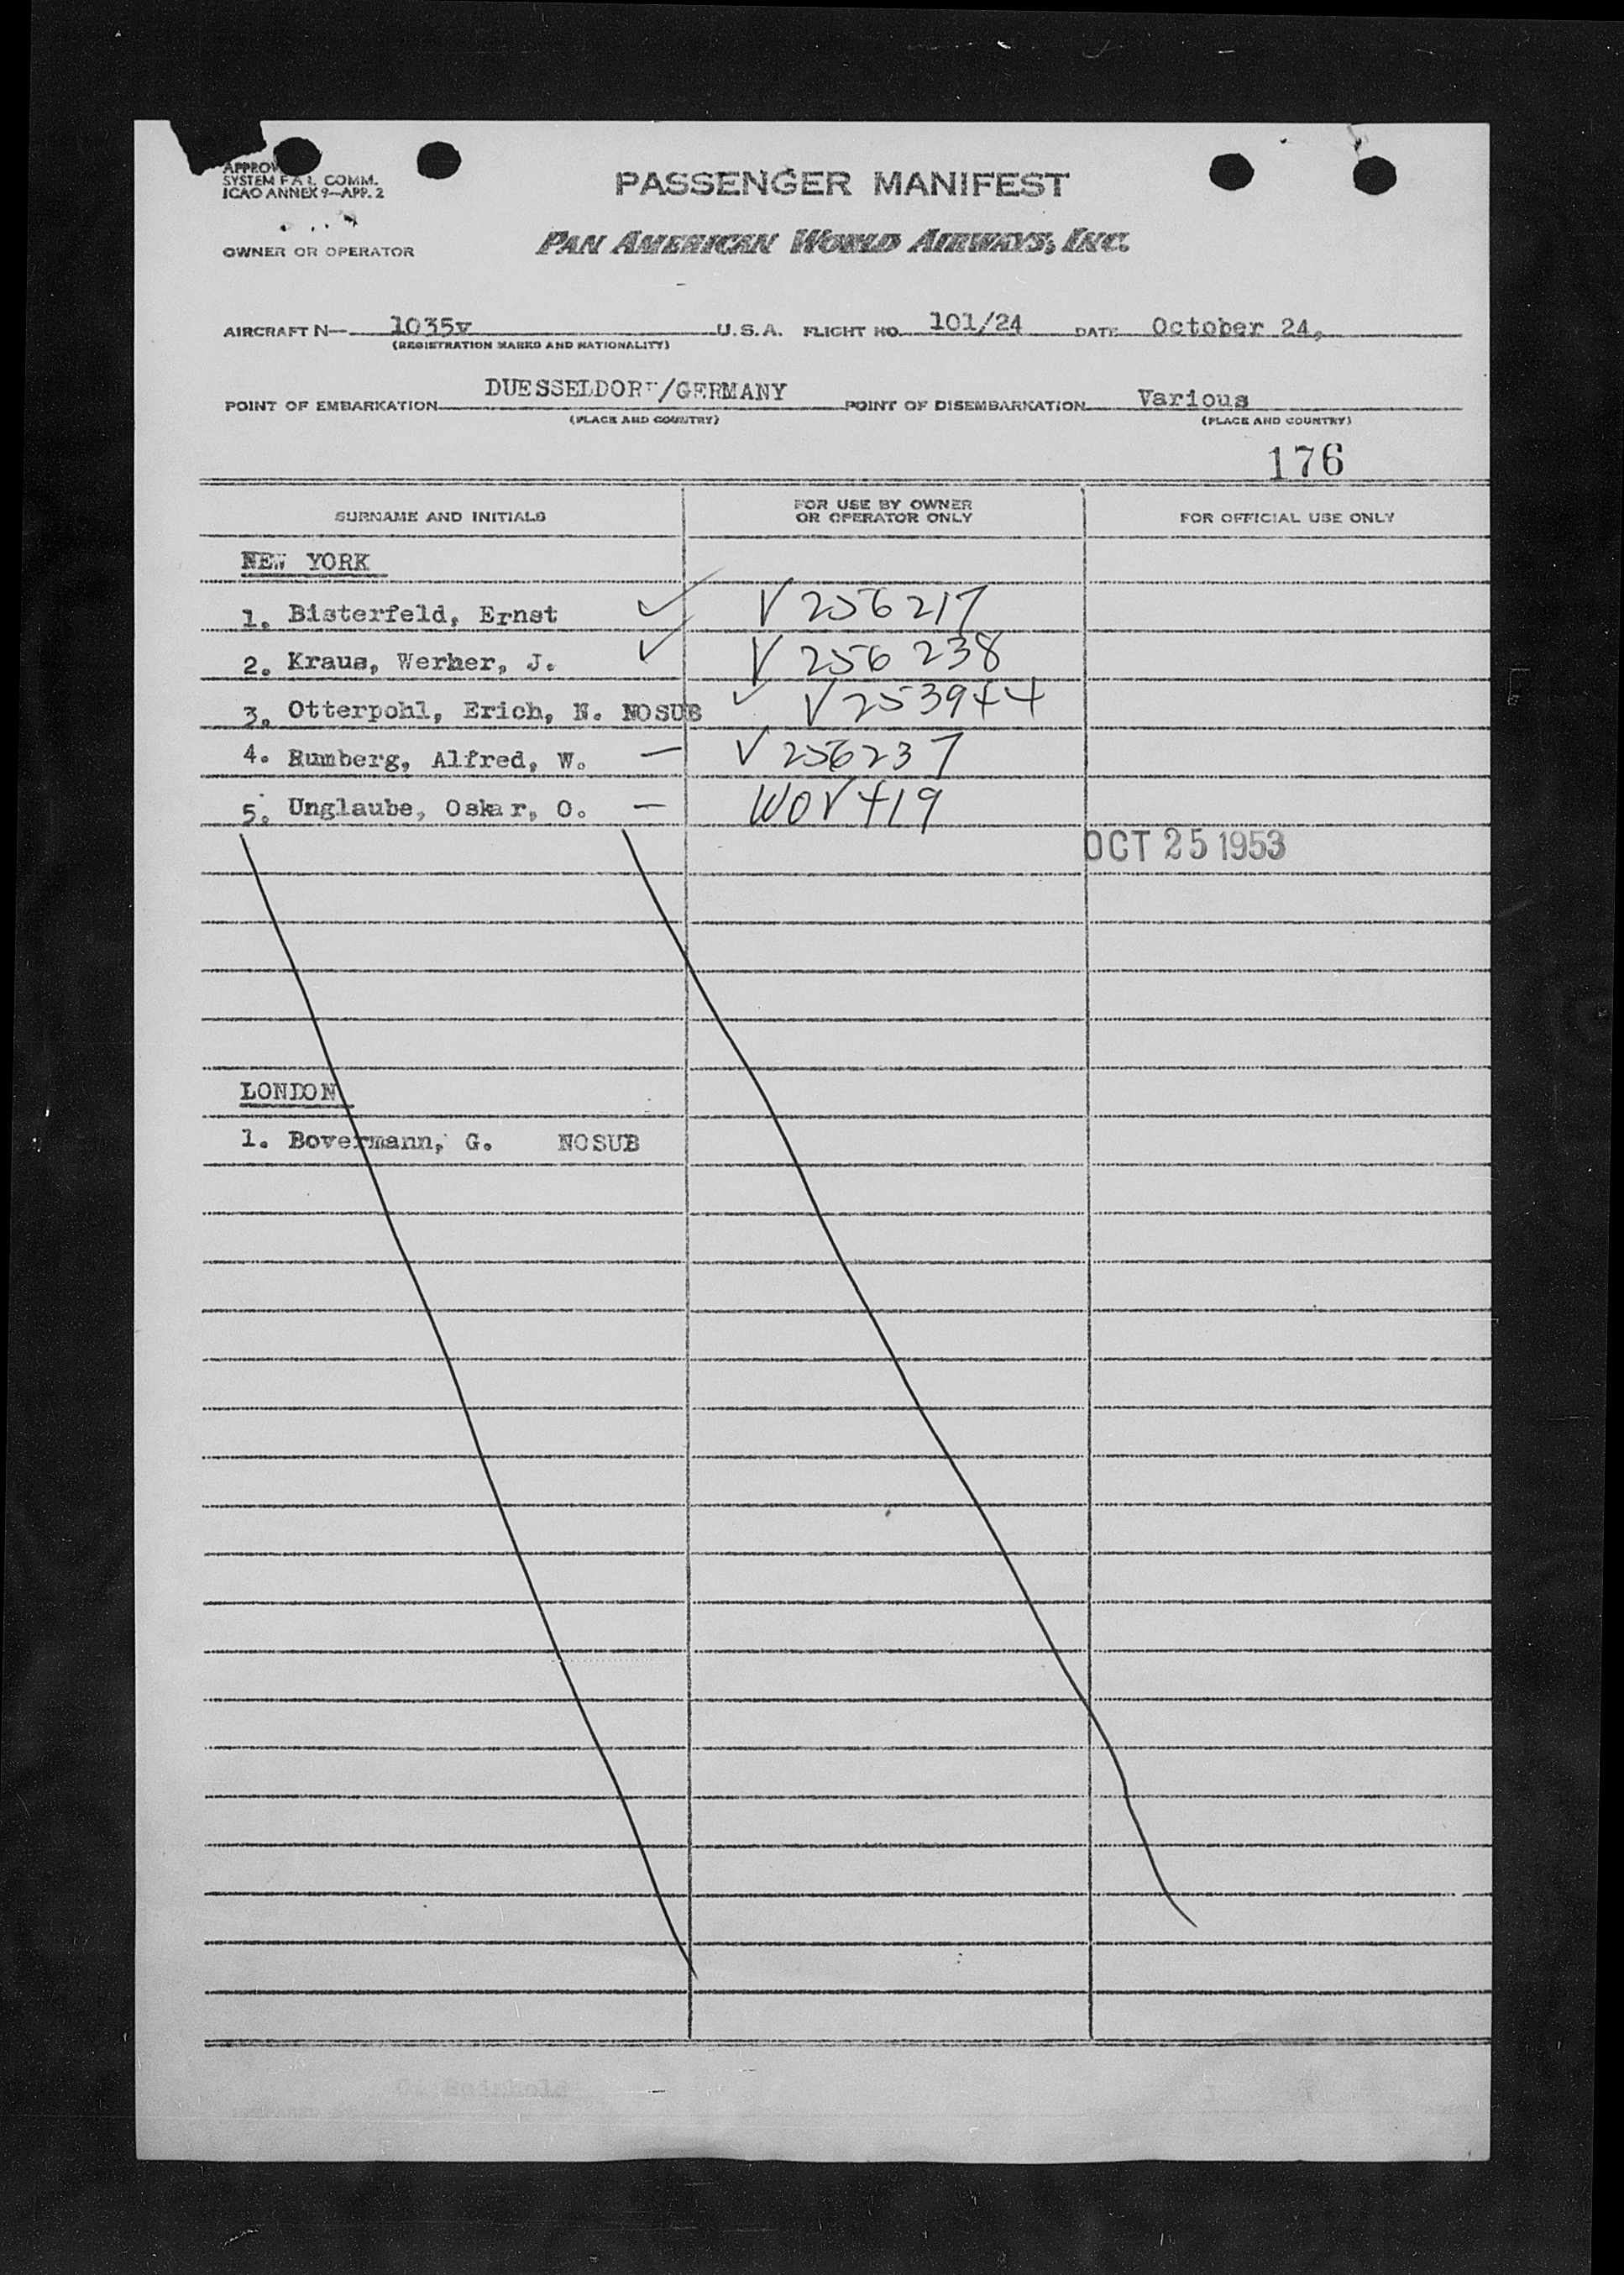 SYSTEM F A L COMM.
ICAO ANNEX 9—APP. 2
PASSENGER MANIFEST
OWNER OR OPERATOR
PAN AMERICAN WORLD AIRWAYS, INC.
AIRCRAFT N— 1035v U.S.A. FLIGHT NO. 101/24 DATE October 24,
(REGISTRATION MARKS AND NATIONALITY)
POINT OF EMBARKATION DUESSELDORF/GERMANY POINT OF DISEMBARKATION Various
(PLACE AND COUNTRY) (PLACE AND COUNTRY)
176
SURNAME AND INITIALS FOR USE BY OWNER OR OPERATOR ONLY FOR OFFICIAL USE ONLY
NEW YORK
1. Bisterfeld, Ernst V256217
2. Kraus, Werner, J. V 256 238
3. Otterpohl, Erich, N. NOSUB V253944
4. Rumberg, Alfred, W. — V256237
5. Unglaube, Oskar, O. —
OCT 25 1953
LONDON
1. Bovermann, G. NOSUB